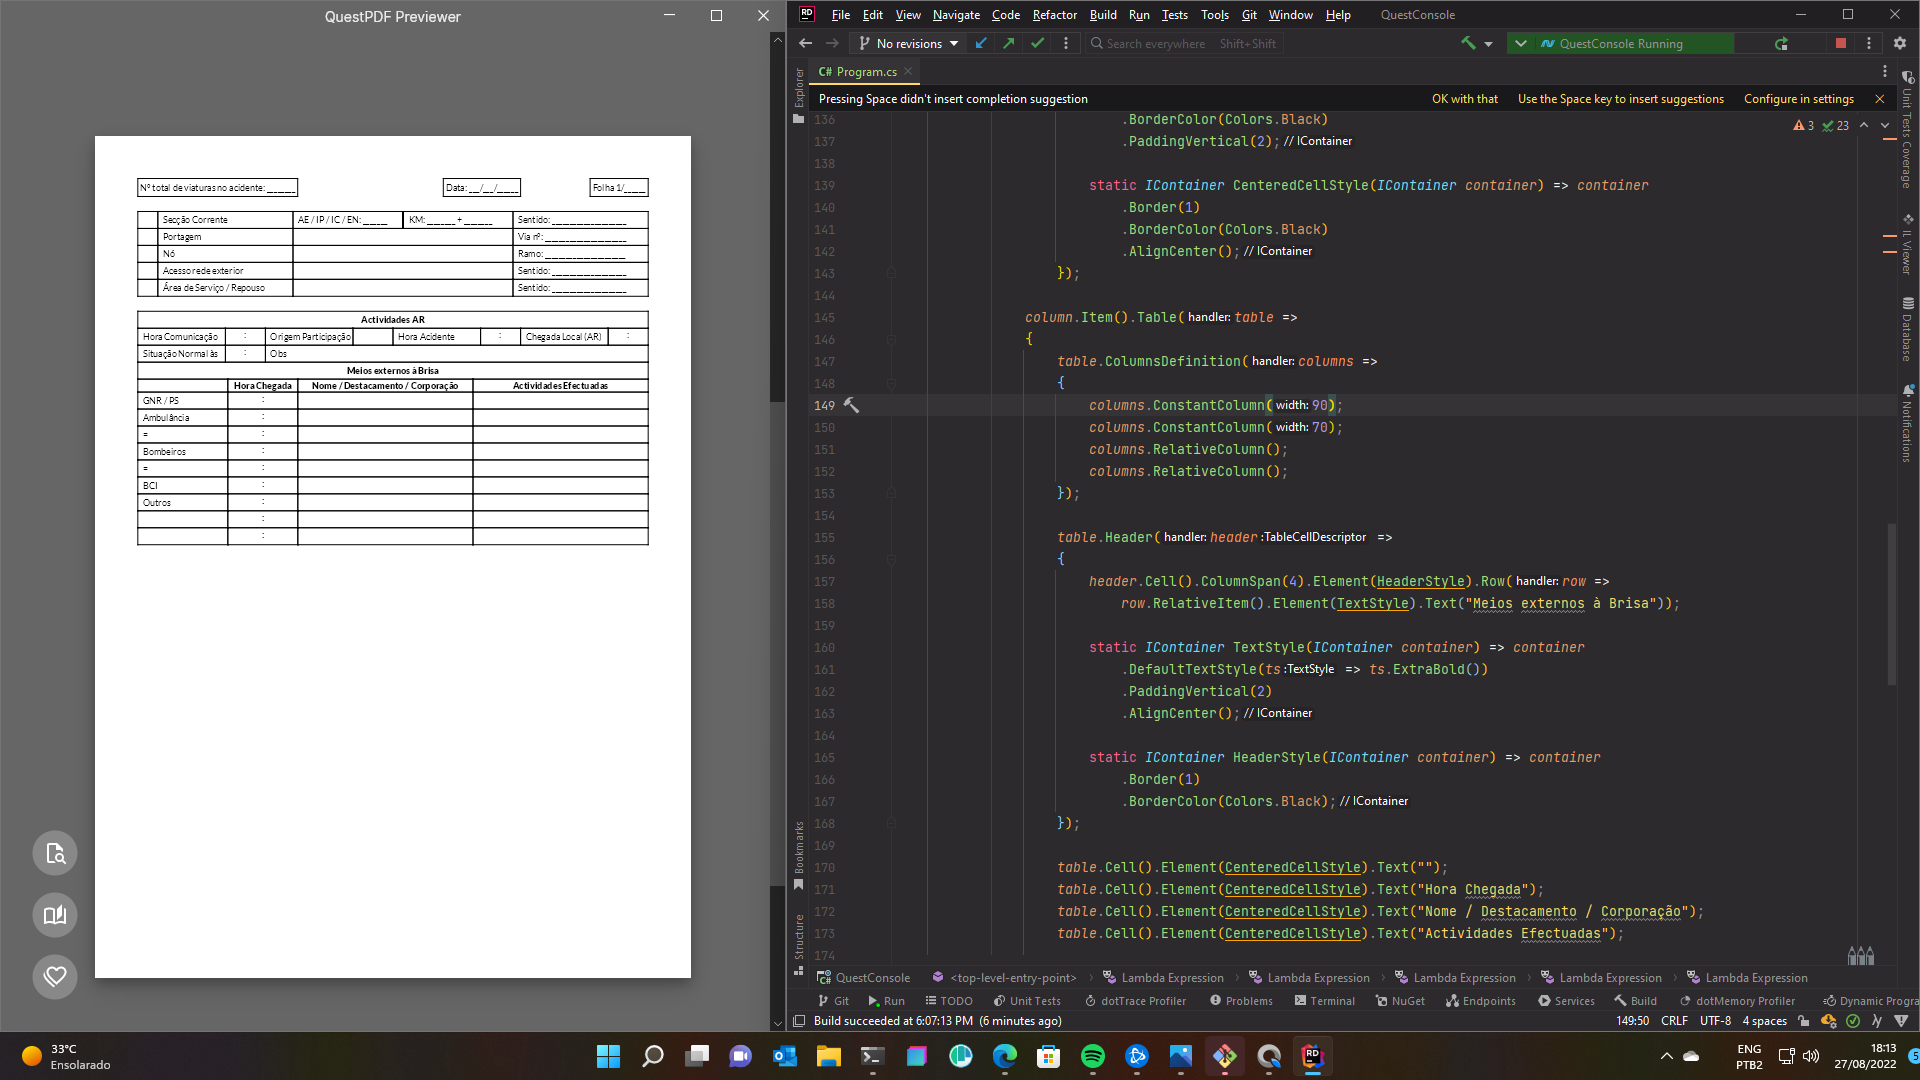 QuestPDF Previewer
Nº total de viaturas no acidente: _______
Data: __/__/_____
Folha 1/_____
Secção Corrente
AE / IP / IC / EN: ______
KM: _______ + _______
Sentido: __________________
Portagem
Via nº: ____________________
Nó
Ramo: ____________________
Acesso rede exterior
Sentido: __________________
Área de Serviço / Repouso
Sentido: __________________
Actividades AR
Hora Comunicação : Origem Participação Hora Acidente : Chegada Local (AR) :
Situação Normal às : Obs
Meios externos à Brisa
Hora Chegada Nome / Destacamento / Corporação Actividades Efectuadas
GNR / PS :
Ambulância :
= :
Bombeiros :
= :
BCI :
Outros :
:
:
RD File Edit View Navigate Code Refactor Build Run Tests Tools Git Window Help QuestConsole
No revisions Search everywhere Shift+Shift QuestConsole Running
Explorer
C# Program.cs
Pressing Space didn't insert completion suggestion OK with that Use the Space key to insert suggestions Configure in settings
3 23
136 .BorderColor(Colors.Black)
137 .PaddingVertical(2); // IContainer
138
139 static IContainer CenteredCellStyle(IContainer container) => container
140 .Border(1)
141 .BorderColor(Colors.Black)
142 .AlignCenter(); // IContainer
143 });
144
145 column.Item().Table( handler: table =>
146 {
147 table.ColumnsDefinition( handler: columns =>
148 {
149 columns.ConstantColumn( width: 90);
150 columns.ConstantColumn( width: 70);
151 columns.RelativeColumn();
152 columns.RelativeColumn();
153 });
154
155 table.Header( handler: header :TableCellDescriptor =>
156 {
157 header.Cell().ColumnSpan(4).Element(HeaderStyle).Row( handler: row =>
158 row.RelativeItem().Element(TextStyle).Text("Meios externos à Brisa"));
159
160 static IContainer TextStyle(IContainer container) => container
161 .DefaultTextStyle(ts :TextStyle => ts.ExtraBold())
162 .PaddingVertical(2)
163 .AlignCenter(); // IContainer
164
165 static IContainer HeaderStyle(IContainer container) => container
166 .Border(1)
167 .BorderColor(Colors.Black); // IContainer
168 });
169
170 table.Cell().Element(CenteredCellStyle).Text("");
171 table.Cell().Element(CenteredCellStyle).Text("Hora Chegada");
172 table.Cell().Element(CenteredCellStyle).Text("Nome / Destacamento / Corporação");
173 table.Cell().Element(CenteredCellStyle).Text("Actividades Efectuadas");
174
Bookmarks
Structure
Unit Tests Coverage
IL Viewer
Database
Notifications
QuestConsole <top-level-entry-point> Lambda Expression Lambda Expression Lambda Expression Lambda Expression Lambda Expression
Git Run TODO Unit Tests dotTrace Profiler Problems Terminal NuGet Endpoints Services Build dotMemory Profiler Dynamic Progra
Build succeeded at 6:07:13 PM (6 minutes ago) 149:50 CRLF UTF-8 4 spaces
33°C
Ensolarado
RD
ENG
PTB2
18:13
27/08/2022
5